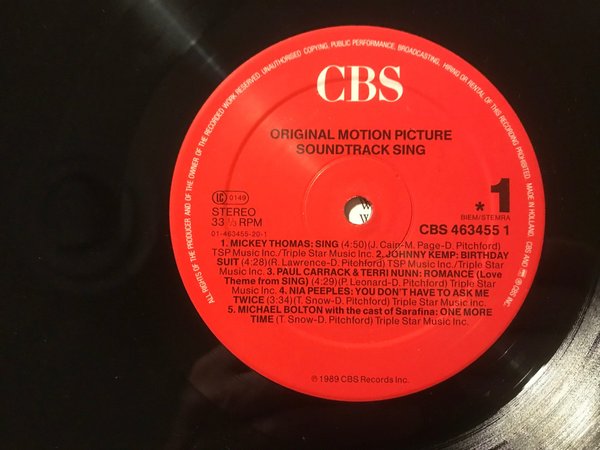 ALL RIGHTS OF THE PRODUCER AND OF THE OWNER OF THE RECORDED WORK RESERVED. UNAUTHORISED COPYING, PUBLIC PERFORMANCE, BROADCASTING, HIRING OR RENTAL OF THIS RECORDING PROHIBITED. MADE IN HOLLAND.
CBS
ORIGINAL MOTION PICTURE
SOUNDTRACK SING
LC 0149
STEREO
33 1/3 RPM
01-463455-20-1
* 1
BIEM/STEMRA
CBS 463455 1
1. MICKEY THOMAS: SING (4:50) (J. Cain-M. Page-D. Pitchford)
TSP Music Inc./Triple Star Music Inc. 2. JOHNNY KEMP: BIRTHDAY
SUIT (4:28) (R. Lawrence-D. Pitchford) TSP Music Inc./Triple Star
Music Inc. 3. PAUL CARRACK & TERRI NUNN: ROMANCE (Love
Theme from SING) (4:29) (P. Leonard-D. Pitchford) Triple Star Music
Inc. 4. NIA PEEPLES: YOU DON'T HAVE TO ASK ME
TWICE (3:34) (T. Snow-D. Pitchford) Triple Star Music Inc.
5. MICHAEL BOLTON with the cast of Sarafina: ONE MORE
TIME (T. Snow-D. Pitchford) Triple Star Music Inc.
℗ 1989 CBS Records Inc.